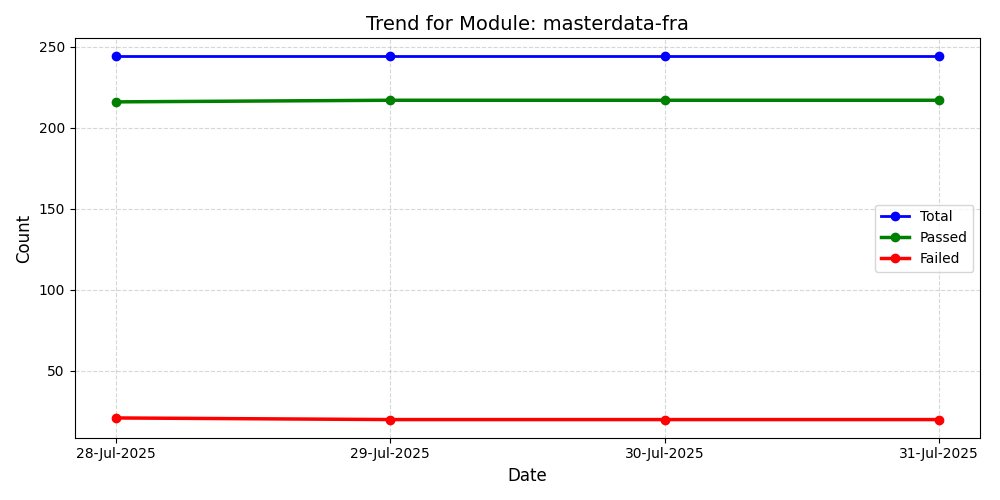 Trend for Module: masterdata-fra
250
200
150
100
50
Count
Total
Passed
Failed
28-Jul-2025
29-Jul-2025
30-Jul-2025
31-Jul-2025
Date